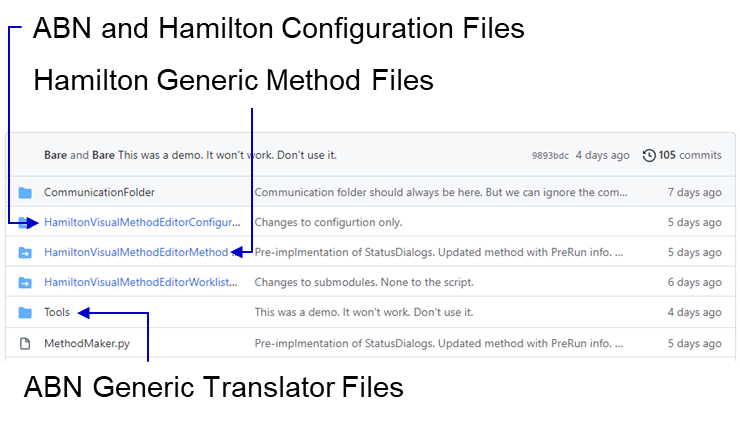 ABN and Hamilton Configuration Files
Hamilton Generic Method Files
Bare and Bare This was a demo. It won't work. Don't use it. 9893bdc 4 days ago 105 commits
CommunicationFolder Communication folder should always be here. But we can ignore the com... 7 days ago
HamiltonVisualMethodEditorConfigur... Changes to configurtion only. 5 days ago
HamiltonVisualMethodEditorMethod Pre-implmentation of StatusDialogs. Updated method with PreRun info. ... 5 days ago
HamiltonVisualMethodEditorWorklist... Changes to submodules. None to the script. 6 days ago
Tools This was a demo. It won't work. Don't use it. 4 days ago
MethodMaker.py Pre-implmentation of StatusDialogs. Updated method with PreRun info. ... 5 days ago
ABN Generic Translator Files